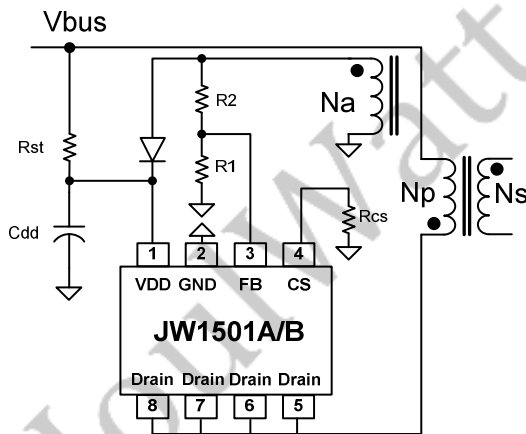 Vbus
Rst
R2
Na
R1
Np
Ns
Cdd
Rcs
1 2 3 4
VDD GND FB CS
JW1501A/B
Drain Drain Drain Drain
8 7 6 5
JoulWatt